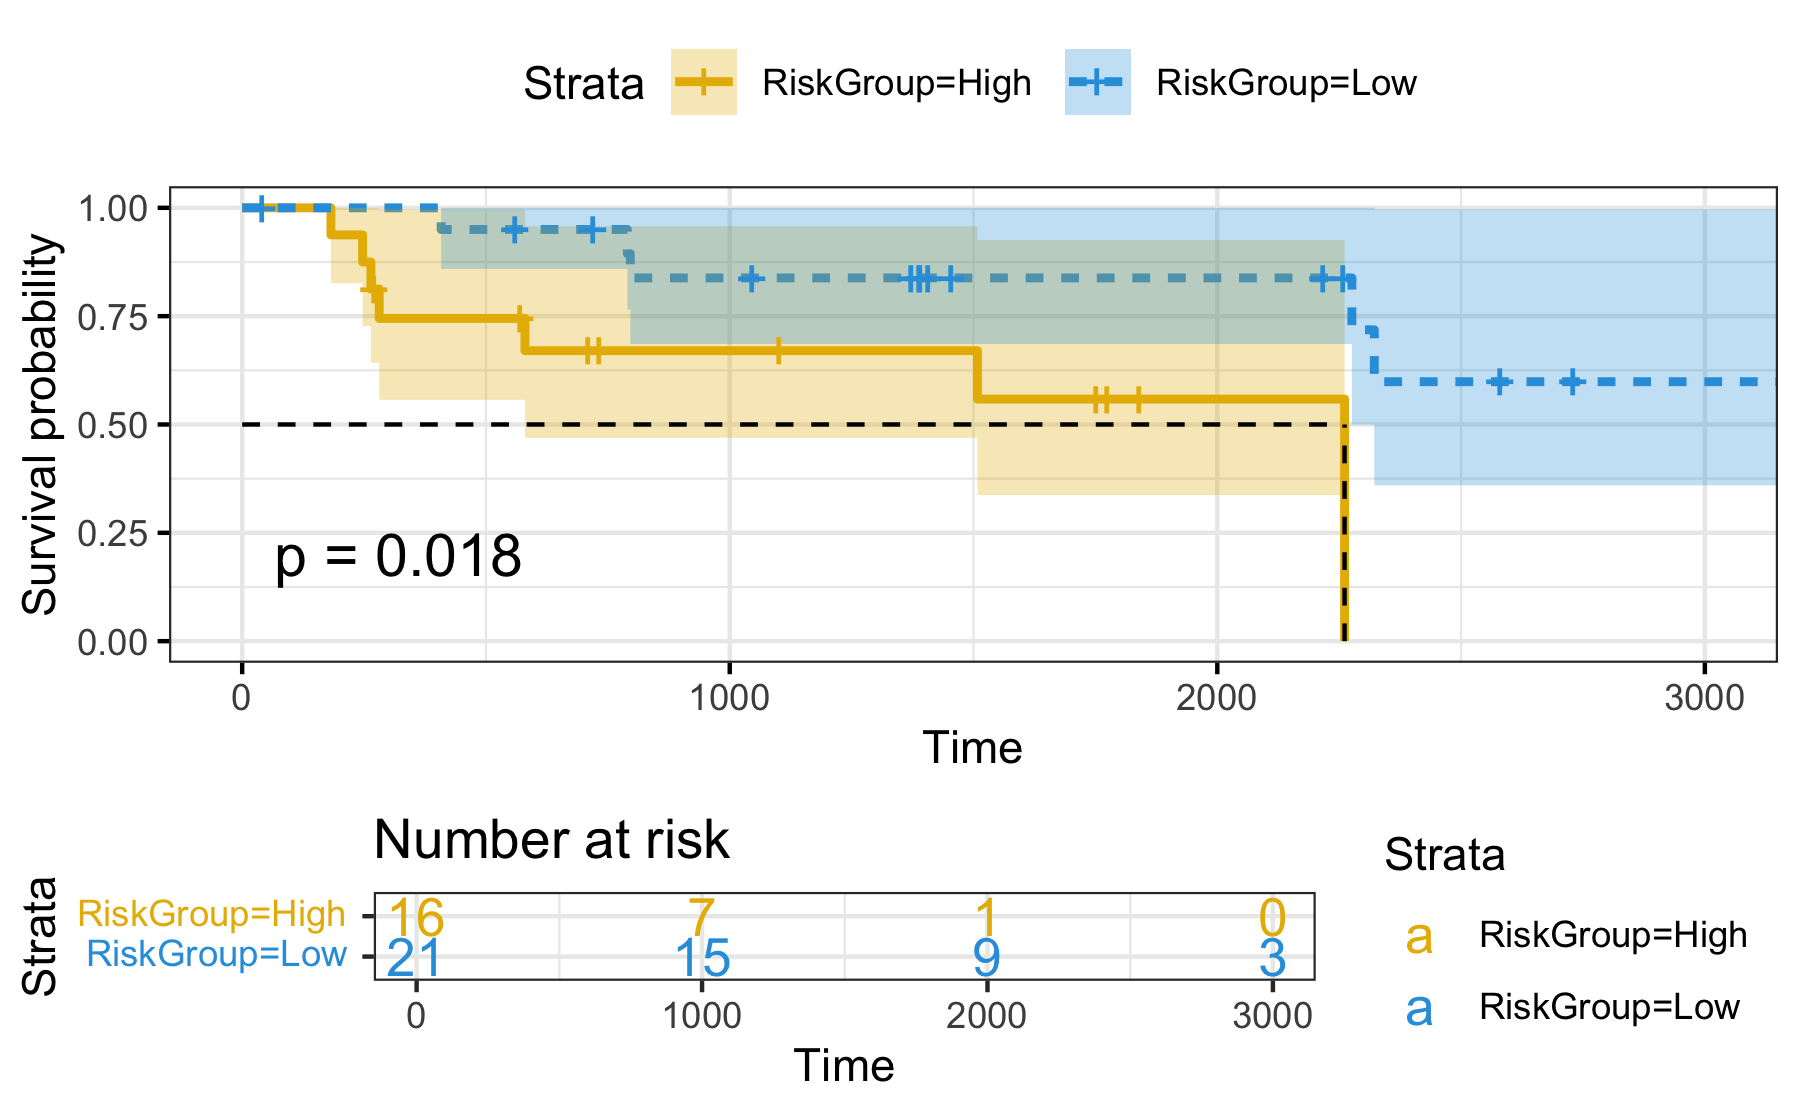 Strata RiskGroup=High RiskGroup=Low
Survival probability
1.00
0.75
0.50
0.25
0.00
p = 0.018
0 1000 2000 3000
Time
Number at risk
Strata
RiskGroup=High 16 7 1 0
RiskGroup=Low 21 15 9 3
0 1000 2000 3000
Time
Strata
a RiskGroup=High
a RiskGroup=Low